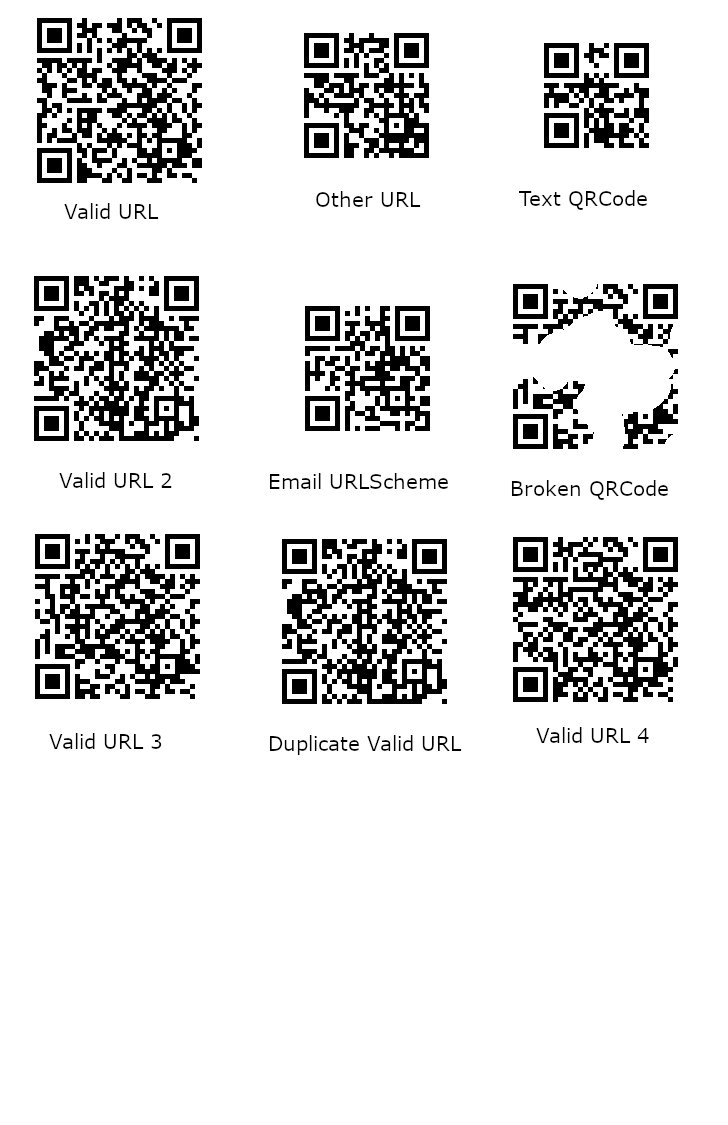 Valid URL
Other URL
Text QRCode
Valid URL 2
Email URLScheme
Broken QRCode
Valid URL 3
Duplicate Valid URL
Valid URL 4